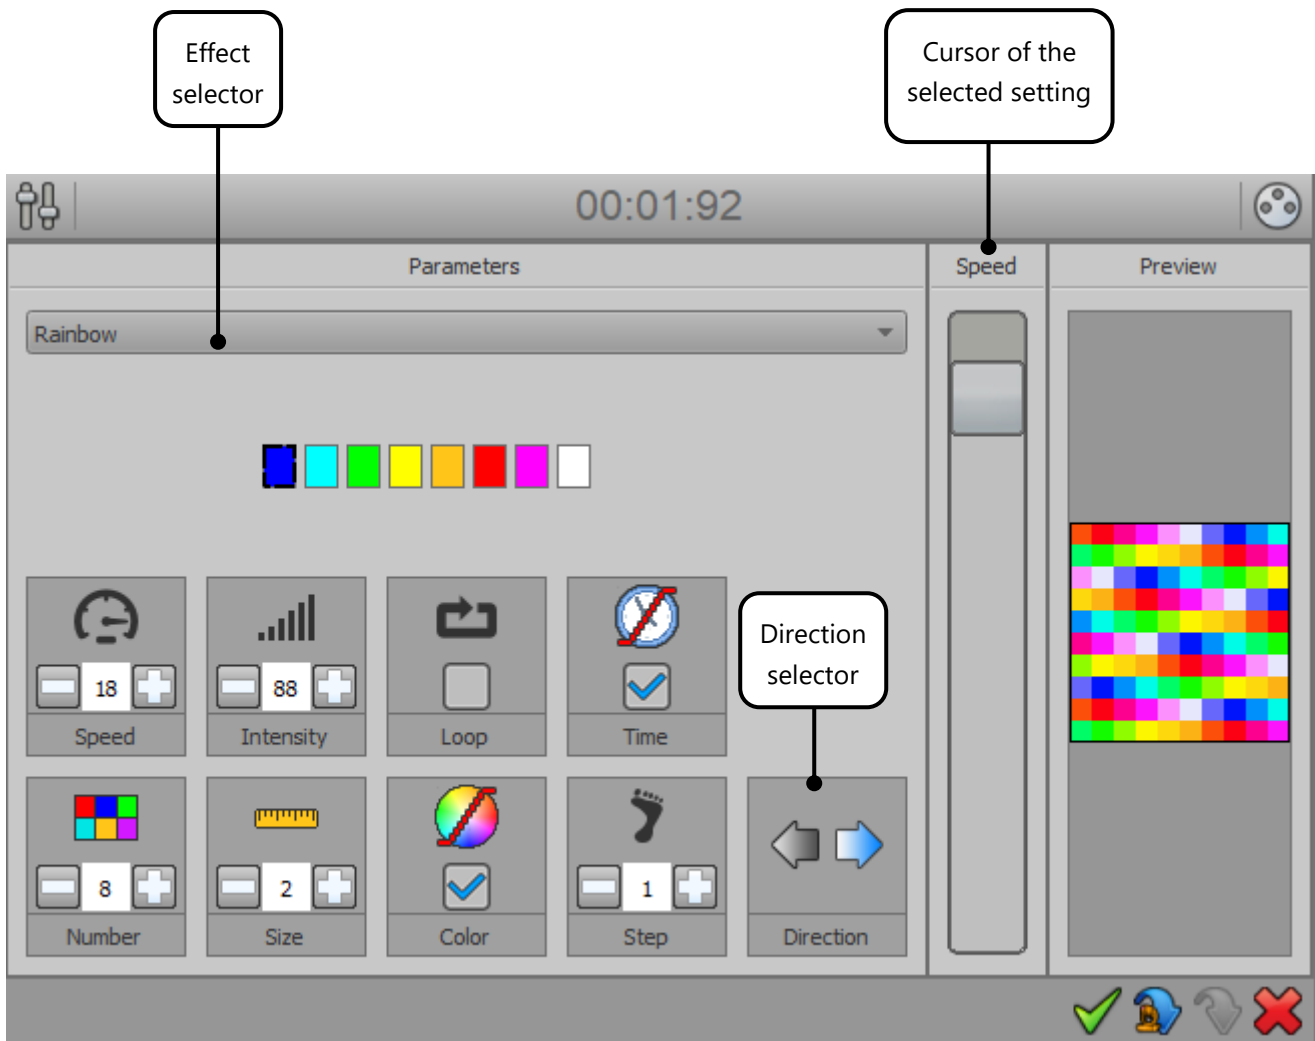 Effect
selector
Cursor of the
selected setting
00:01:92
Parameters
Speed
Preview
Rainbow
Direction
selector
18
88
Speed
Intensity
Loop
Time
8
2
1
Number
Size
Color
Step
Direction